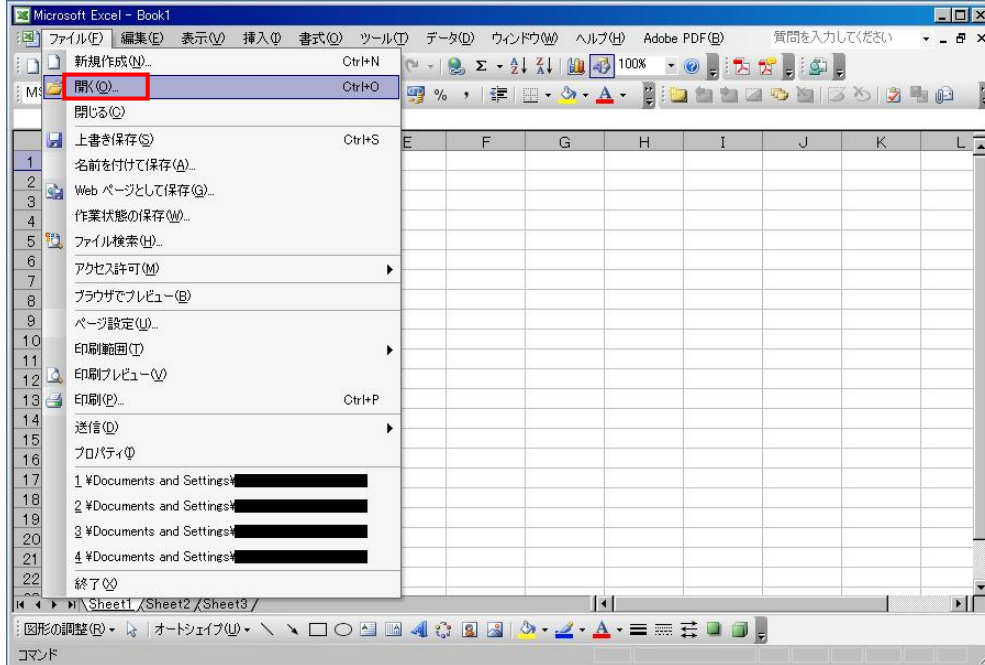 Microsoft Excel - Book1
ファイル(F) 編集(E) 表示(V) 挿入(I) 書式(O) ツール(T) データ(D) ウィンドウ(W) ヘルプ(H) Adobe PDF(B) 質問を入力してください
新規作成(N)... Ctrl+N
100%
開く(O)... Ctrl+O
閉じる(C)
上書き保存(S) Ctrl+S
名前を付けて保存(A)...
Web ページとして保存(G)...
作業状態の保存(W)...
ファイル検索(H)...
アクセス許可(M)
ブラウザでプレビュー(B)
ページ設定(U)...
印刷範囲(T)
印刷プレビュー(V)
印刷(P)... Ctrl+P
送信(D)
プロパティ(I)
1 ¥Documents and Settings¥
2 ¥Documents and Settings¥
3 ¥Documents and Settings¥
4 ¥Documents and Settings¥
終了(X)
E F G H I J K L
1
2
3
4
5
6
7
8
9
10
11
12
13
14
15
16
17
18
19
20
21
22
Sheet1 / Sheet2 / Sheet3 /
図形の調整(R) オートシェイプ(U)
コマンド